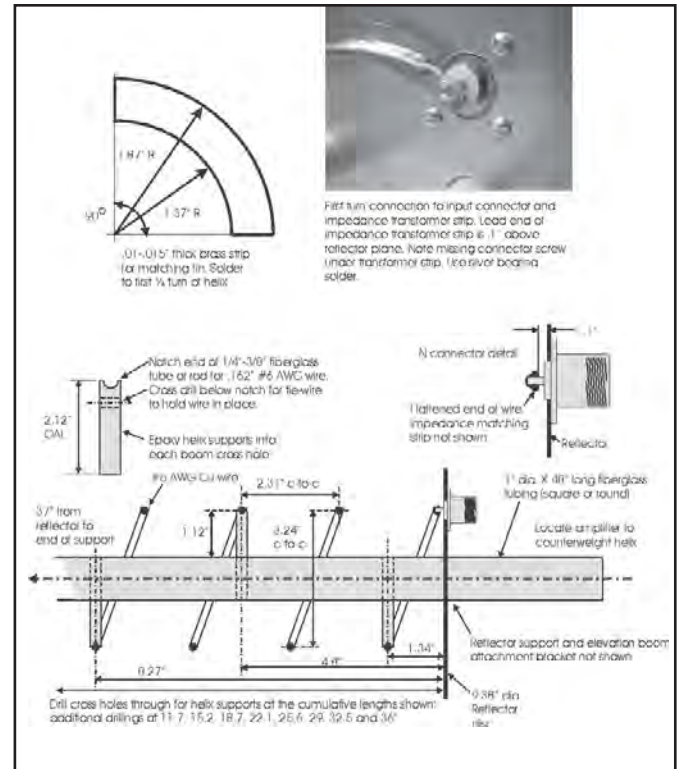 1.87" R
1.37" R
90°
.01-.015" thick brass strip
for matching fin. Solder
to first ¼ turn of helix
First turn connection to input connector and
impedance transformer strip. Lead end of
impedance transformer strip is .1" above
reflector plane. Note missing connector screw
under transformer strip. Use silver bearing
solder.
Notch end of 1/4"-3/8" fiberglass
tube or rod for .162" #6 AWG wire.
Cross drill below notch for tie-wire
to hold wire in place.
2.12"
OAL
Epoxy helix supports into
each boom cross hole
.1"
N connector detail
Flattened end of wire
impedance matching
strip not shown
Reflector
#6 AWG Cu wire
2.31" c to c
1" dia. X 48" long fiberglass
tubing (square or round)
37" from
reflector to
end of support
1.12"
3.24"
c to c
Locate amplifier to
counterweight helix
1.34"
Reflector support and elevation boom
attachment bracket not shown
8.27"
Drill cross holes through for helix supports at the cumulative lengths shown:
additional drillings at 11.7, 15.2, 18.7, 22.1, 25.6, 29, 32.5 and 36"
9.38" dia.
Reflector
disc